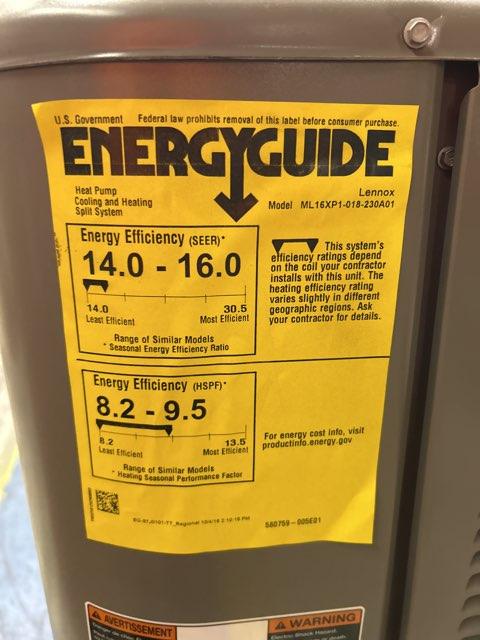 U.S. Government Federal law prohibits removal of this label before consumer purchase.
ENERGYGUIDE
Heat Pump
Cooling and Heating
Split System
Lennox
Model ML16XP1-018-230A01
Energy Efficiency (SEER)*
14.0 - 16.0
14.0 30.5
Least Efficient Most Efficient
Range of Similar Models
* Seasonal Energy Efficiency Ratio
This system's
efficiency ratings depend
on the coil your contractor
installs with this unit. The
heating efficiency rating
varies slightly in different
geographic regions. Ask
your contractor for details.
Energy Efficiency (HSPF)*
8.2 - 9.5
8.2 13.5
Least Efficient Most Efficient
Range of Similar Models
* Heating Seasonal Performance Factor
For energy cost info, visit
productinfo.energy.gov
580759-005E01
AVERTISSEMENT
WARNING
Electric Shock Hazard.